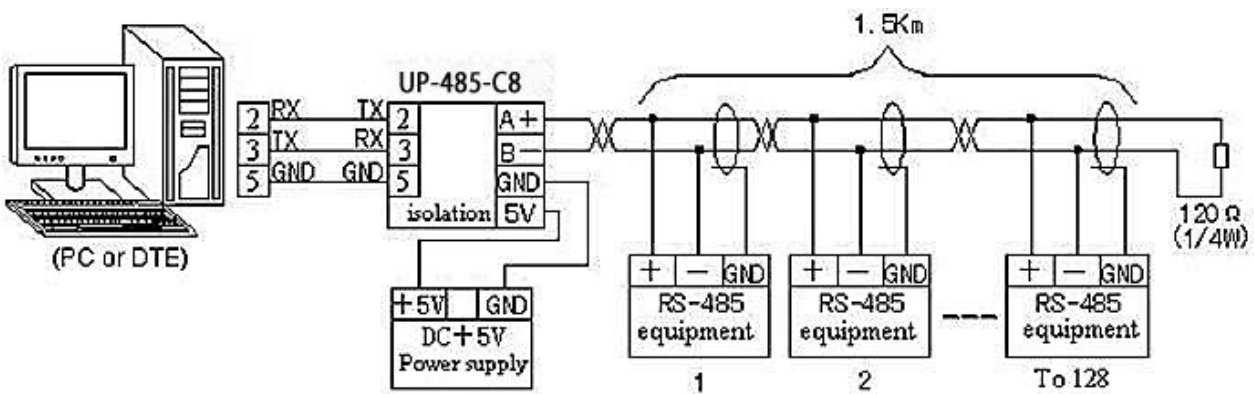 1.5Km
UP-485-C8
2 RX TX 2 A+
3 TX RX 3 B-
5 GND GND 5 GND
isolation 5V
(PC or DTE)
120Ω
(1/4W)
+5V GND
DC+5V
Power supply
+ - GND
RS-485
equipment
1
+ - GND
RS-485
equipment
2
+ - GND
RS-485
equipment
To 128